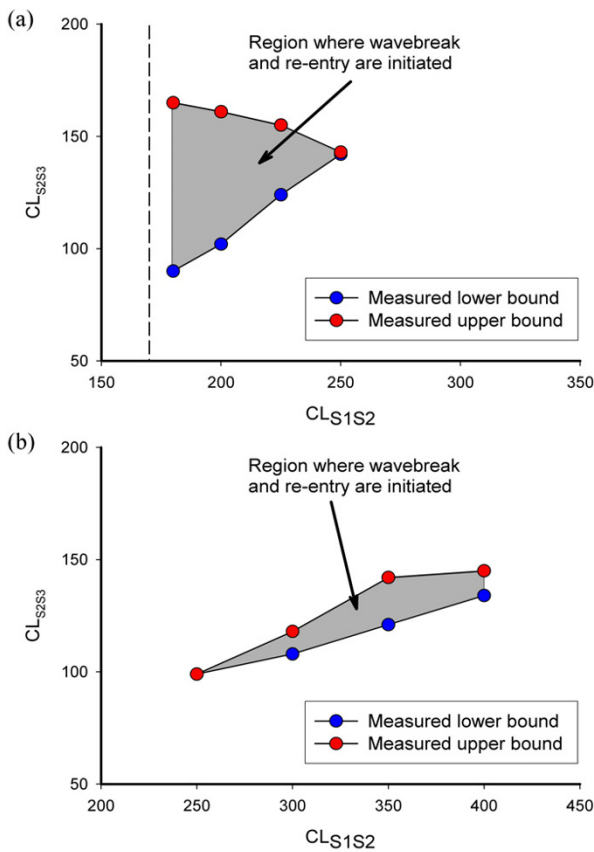 (a)
200
Region where wavebreak
and re-entry are initiated
150
CLS2S3
100
Measured lower bound
Measured upper bound
50
150 200 250 300 350
CLS1S2
(b)
200
Region where wavebreak
and re-entry are initiated
150
CLS2S3
100
Measured lower bound
Measured upper bound
50
200 250 300 350 400 450
CLS1S2